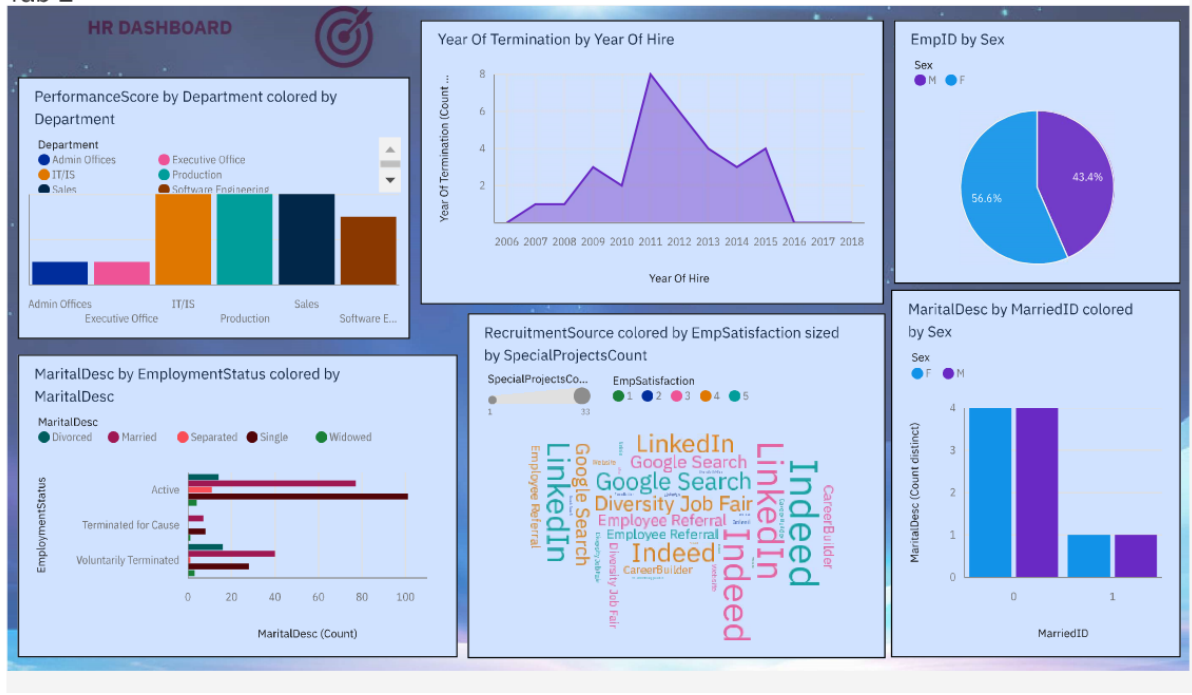 HR DASHBOARD
PerformanceScore by Department colored by
Department
Department
Admin Offices
Executive Office
IT/IS
Production
Sales
Software Engineering
Admin Offices
IT/IS
Sales
Executive Office
Production
Software E...
Year Of Termination by Year Of Hire
Year Of Termination (Count ...
8
6
4
2
2006 2007 2008 2009 2010 2011 2012 2013 2014 2015 2016 2017 2018
Year Of Hire
EmpID by Sex
Sex
M F
43.4%
56.6%
MaritalDesc by EmploymentStatus colored by
MaritalDesc
MaritalDesc
Divorced Married Separated Single Widowed
EmploymentStatus
Active
Terminated for Cause
Voluntarily Terminated
0 20 40 60 80 100
MaritalDesc (Count)
RecruitmentSource colored by EmpSatisfaction sized
by SpecialProjectsCount
SpecialProjectsCo...
1 33
EmpSatisfaction
1 2 3 4 5
LinkedIn
Google Search
Google Search
Diversity Job Fair
Employee Referral
Employee Referral
Indeed
CareerBuilder
Employee Referral
LinkedIn
Google Search
Website
Diversity Job Fair
Indeed
LinkedIn
Indeed
CareerBuilder
MaritalDesc by MarriedID colored
by Sex
Sex
F M
MaritalDesc (Count distinct)
4
3
2
1
0
0 1
MarriedID